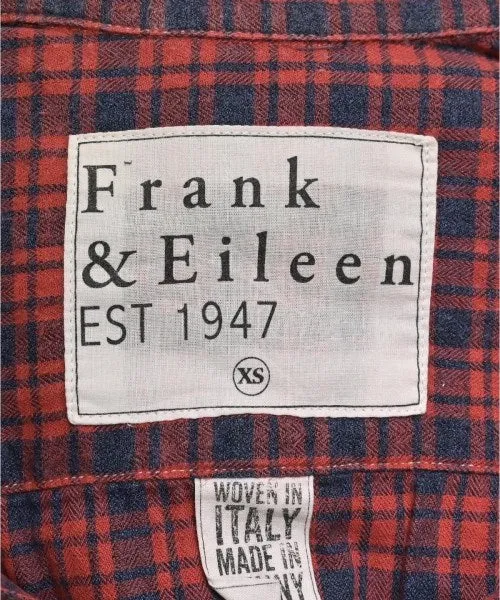 Frank
& Eileen
EST 1947
XS
WOVEN IN
ITALY
MADE IN